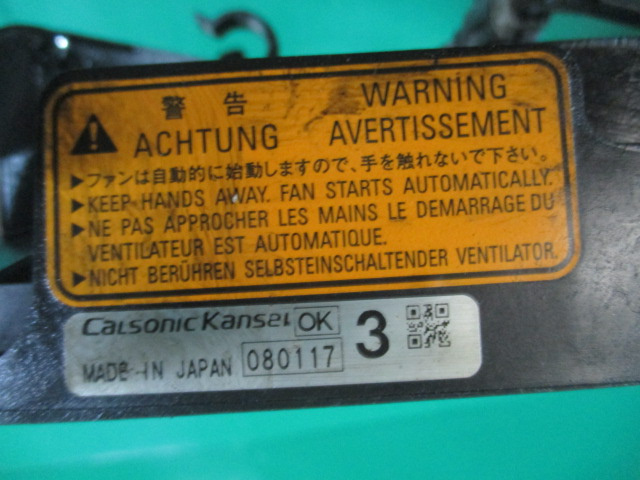 警告 WARNING
ACHTUNG AVERTISSEMENT
▶ファンは自動的に始動しますので、手を触れないで下さい。
▶KEEP HANDS AWAY. FAN STARTS AUTOMATICALLY.
▶NE PAS APPROCHER LES MAINS LE DEMARRAGE DU
VENTILATEUR EST AUTOMATIQUE.
▶NICHT BERÜHREN SELBSTEINSCHALTENDER VENTILATOR.
CALSONIC KANSEI OK 3
MADE IN JAPAN 080117